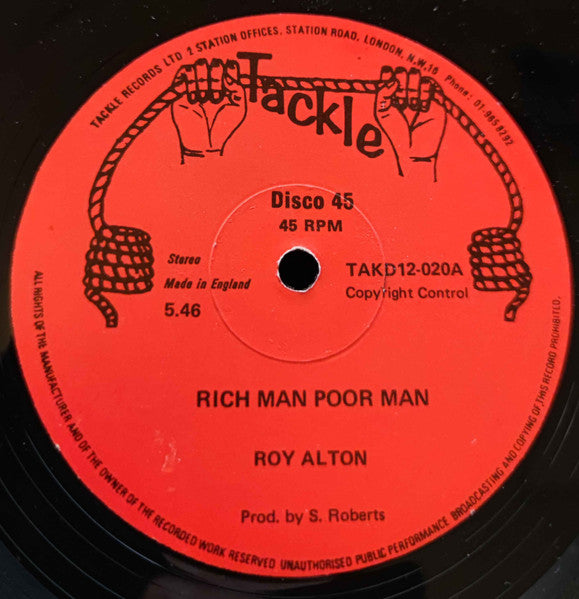 TACKLE RECORDS LTD 2 STATION OFFICES, STATION ROAD, LONDON, N.W.16 Phone: 01-965 8292
Tackle
Disco 45
45 RPM
Stereo
Made in England
5.46
TAKD12-020A
Copyright Control
RICH MAN POOR MAN
ROY ALTON
Prod. by S. Roberts
ALL RIGHTS OF THE MANUFACTURER AND OF THE OWNER OF THE RECORDED WORK RESERVED UNAUTHORISED PUBLIC PERFORMANCE BROADCASTING AND COPYING OF THIS RECORD PROHIBITED.